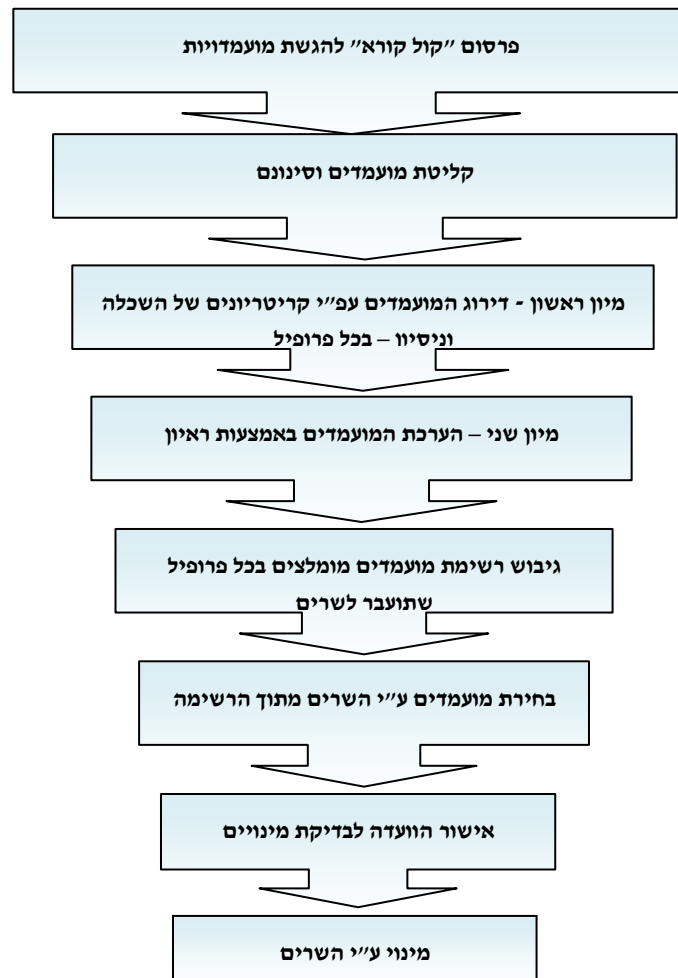 פרסום "קול קורא" להגשת מועמדויות
קליטת מועמדים וסינונם
מיון ראשון - דירוג המועמדים עפ"י קריטריונים של השכלה
וניסיון – בכל פרופיל
מיון שני – הערכת המועמדים באמצעות ראיון
גיבוש רשימת מועמדים מומלצים בכל פרופיל
שתועבר לשרים
בחירת מועמדים ע"י השרים מתוך הרשימה
אישור הוועדה לבדיקת מינויים
מינוי ע"י השרים